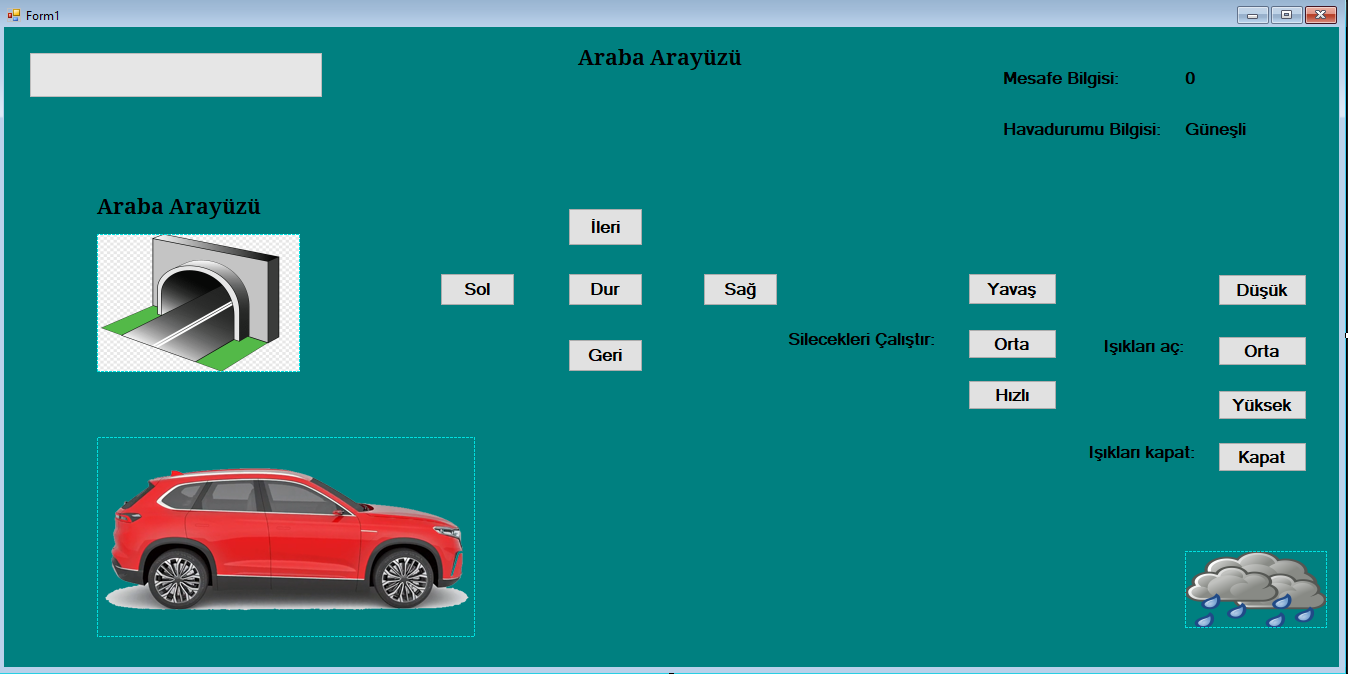 Form1
Araba Arayüzü
Mesafe Bilgisi: 0
Havadurumu Bilgisi: Güneşli
Araba Arayüzü
İleri
Sol Dur Sağ
Geri
Silecekleri Çalıştır:
Yavaş
Orta
Hızlı
Işıkları aç:
Düşük
Orta
Yüksek
Işıkları kapat: Kapat